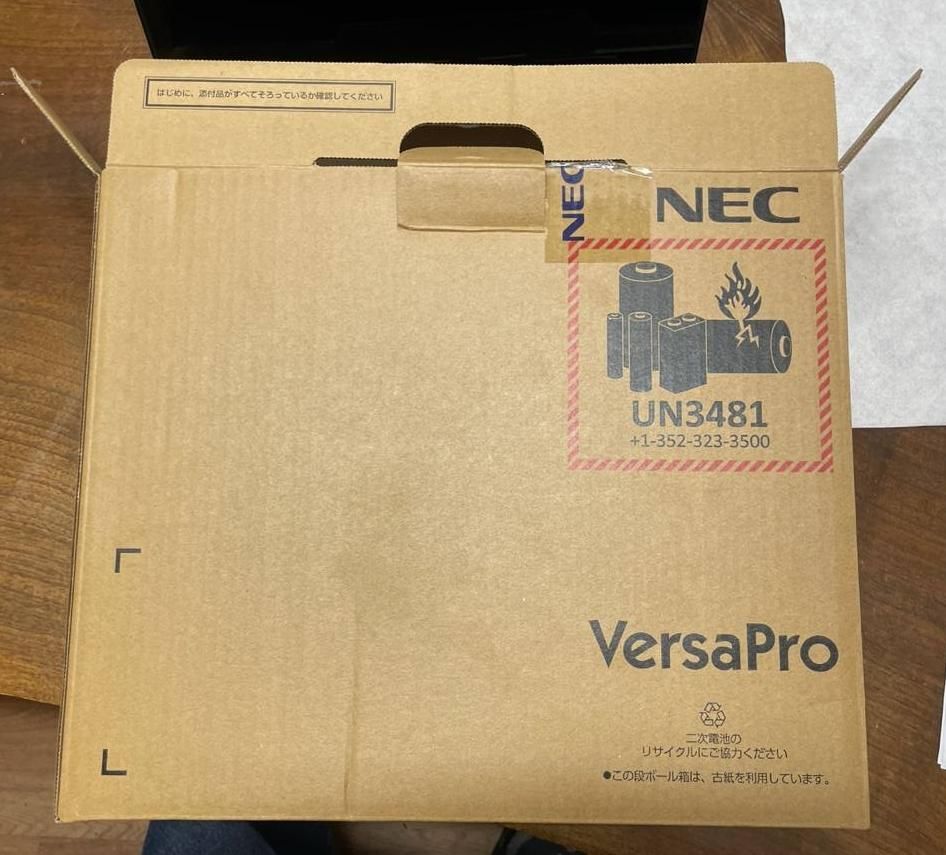 はじめに、添付品がすべてそろっているか確認してください
NEC
NEC
UN3481
+1-352-323-3500
VersaPro
二次電池の
リサイクルにご協力ください
●この段ボール箱は、古紙を利用しています。